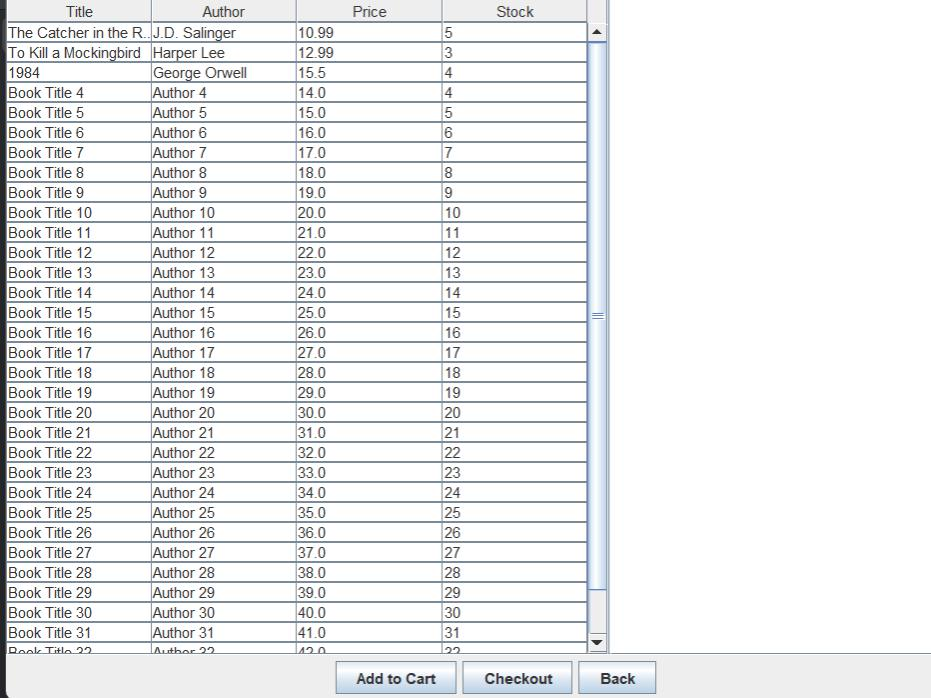 Title Author Price Stock
The Catcher in the R... J.D. Salinger 10.99 5
To Kill a Mockingbird Harper Lee 12.99 3
1984 George Orwell 15.5 4
Book Title 4 Author 4 14.0 4
Book Title 5 Author 5 15.0 5
Book Title 6 Author 6 16.0 6
Book Title 7 Author 7 17.0 7
Book Title 8 Author 8 18.0 8
Book Title 9 Author 9 19.0 9
Book Title 10 Author 10 20.0 10
Book Title 11 Author 11 21.0 11
Book Title 12 Author 12 22.0 12
Book Title 13 Author 13 23.0 13
Book Title 14 Author 14 24.0 14
Book Title 15 Author 15 25.0 15
Book Title 16 Author 16 26.0 16
Book Title 17 Author 17 27.0 17
Book Title 18 Author 18 28.0 18
Book Title 19 Author 19 29.0 19
Book Title 20 Author 20 30.0 20
Book Title 21 Author 21 31.0 21
Book Title 22 Author 22 32.0 22
Book Title 23 Author 23 33.0 23
Book Title 24 Author 24 34.0 24
Book Title 25 Author 25 35.0 25
Book Title 26 Author 26 36.0 26
Book Title 27 Author 27 37.0 27
Book Title 28 Author 28 38.0 28
Book Title 29 Author 29 39.0 29
Book Title 30 Author 30 40.0 30
Book Title 31 Author 31 41.0 31
Book Title 32 Author 32 42.0 32
Add to Cart Checkout Back